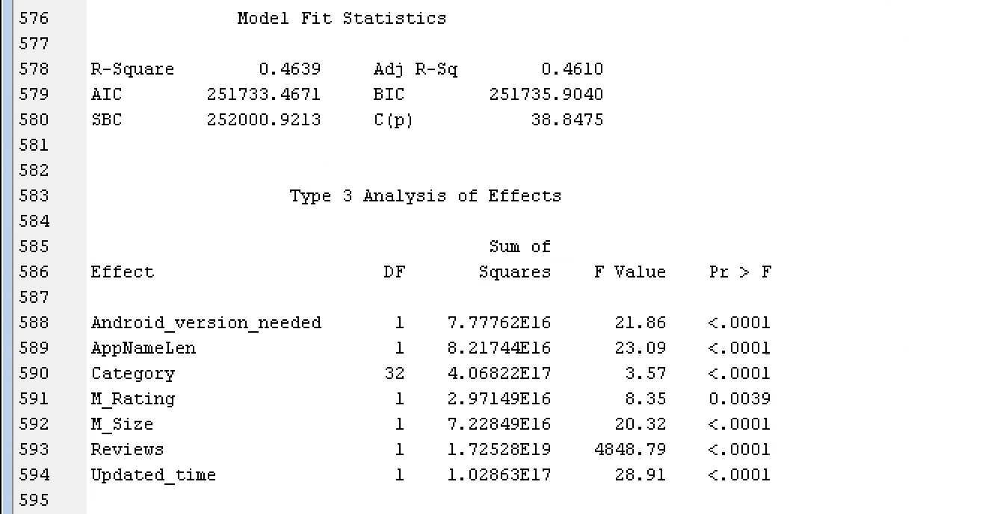 576 Model Fit Statistics
577
578 R-Square 0.4639 Adj R-Sq 0.4610
579 AIC 251733.4671 BIC 251735.9040
580 SBC 252000.9213 C(p) 38.8475
581
582
583 Type 3 Analysis of Effects
584
585 Sum of
586 Effect DF Squares F Value Pr > F
587
588 Android_version_needed 1 7.77762E16 21.86 <.0001
589 AppNameLen 1 8.21744E16 23.09 <.0001
590 Category 32 4.06822E17 3.57 <.0001
591 M_Rating 1 2.97149E16 8.35 0.0039
592 M_Size 1 7.22849E16 20.32 <.0001
593 Reviews 1 1.72528E19 4848.79 <.0001
594 Updated_time 1 1.02863E17 28.91 <.0001
595